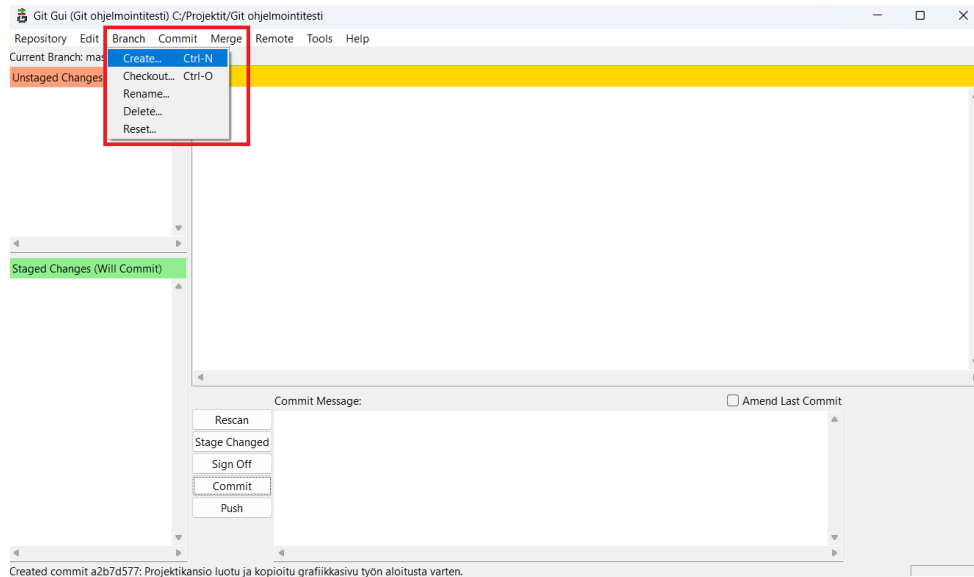 Git Gui (Git ohjelmointitesti) C:/Projektit/Git ohjelmointitesti
Repository Edit Branch Commit Merge Remote Tools Help
Current Branch: mas
Create... Ctrl-N
Unstaged Changes
Checkout... Ctrl-O
Rename...
Delete...
Reset...
Staged Changes (Will Commit)
Commit Message:
Amend Last Commit
Rescan
Stage Changed
Sign Off
Commit
Push
Created commit a2b7d577: Projektikansio luotu ja kopioitu grafiikkasivu työn aloitusta varten.